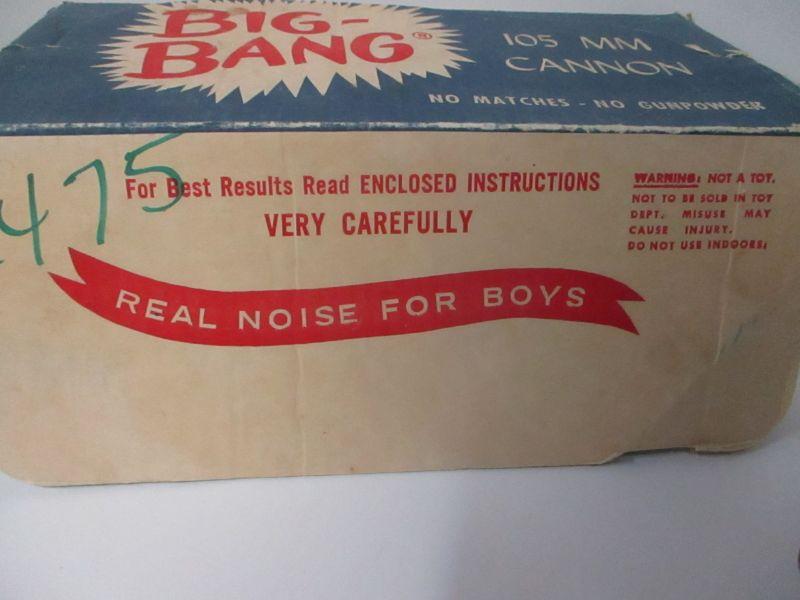 BIG-
BANG®
105 MM
CANNON
NO MATCHES - NO GUNPOWDER
475
For Best Results Read ENCLOSED INSTRUCTIONS
VERY CAREFULLY
WARNING: NOT A TOY.
NOT TO BE SOLD IN TOY
DEPT. MISUSE MAY
CAUSE INJURY.
DO NOT USE INDOORS.
REAL NOISE FOR BOYS